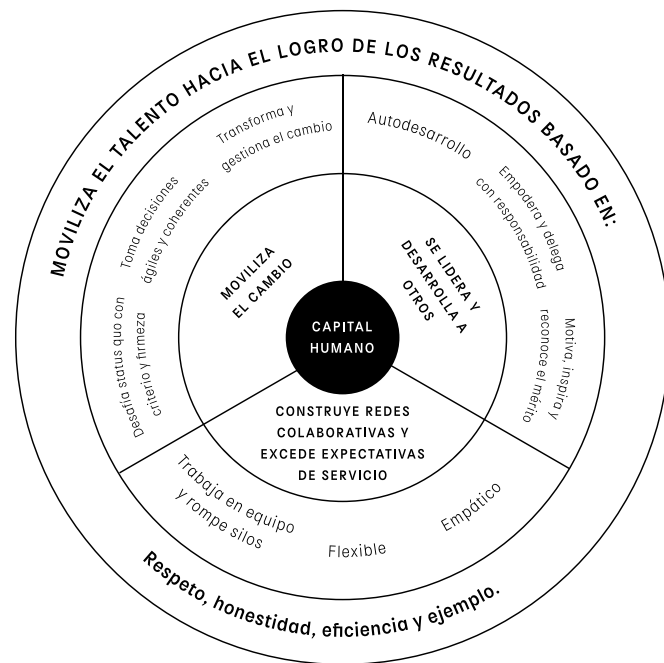 MOVILIZA EL TALENTO HACIA EL LOGRO DE LOS RESULTADOS BASADO EN:
Transforma y
gestiona el cambio
Toma decisiones
ágiles y coherentes
Desafía status quo con
criterio y firmeza
MOVILIZA
EL CAMBIO
Autodesarrollo
Empodera y delega
con responsabilidad
Motiva, inspira y
reconoce el mérito
SE LIDERA Y
DESARROLLA A
OTROS
CAPITAL
HUMANO
CONSTRUYE REDES
COLABORATIVAS Y
EXCEDE EXPECTATIVAS
DE SERVICIO
Trabaja en equipo
y rompe silos
Flexible
Empático
Respeto, honestidad, eficiencia y ejemplo.